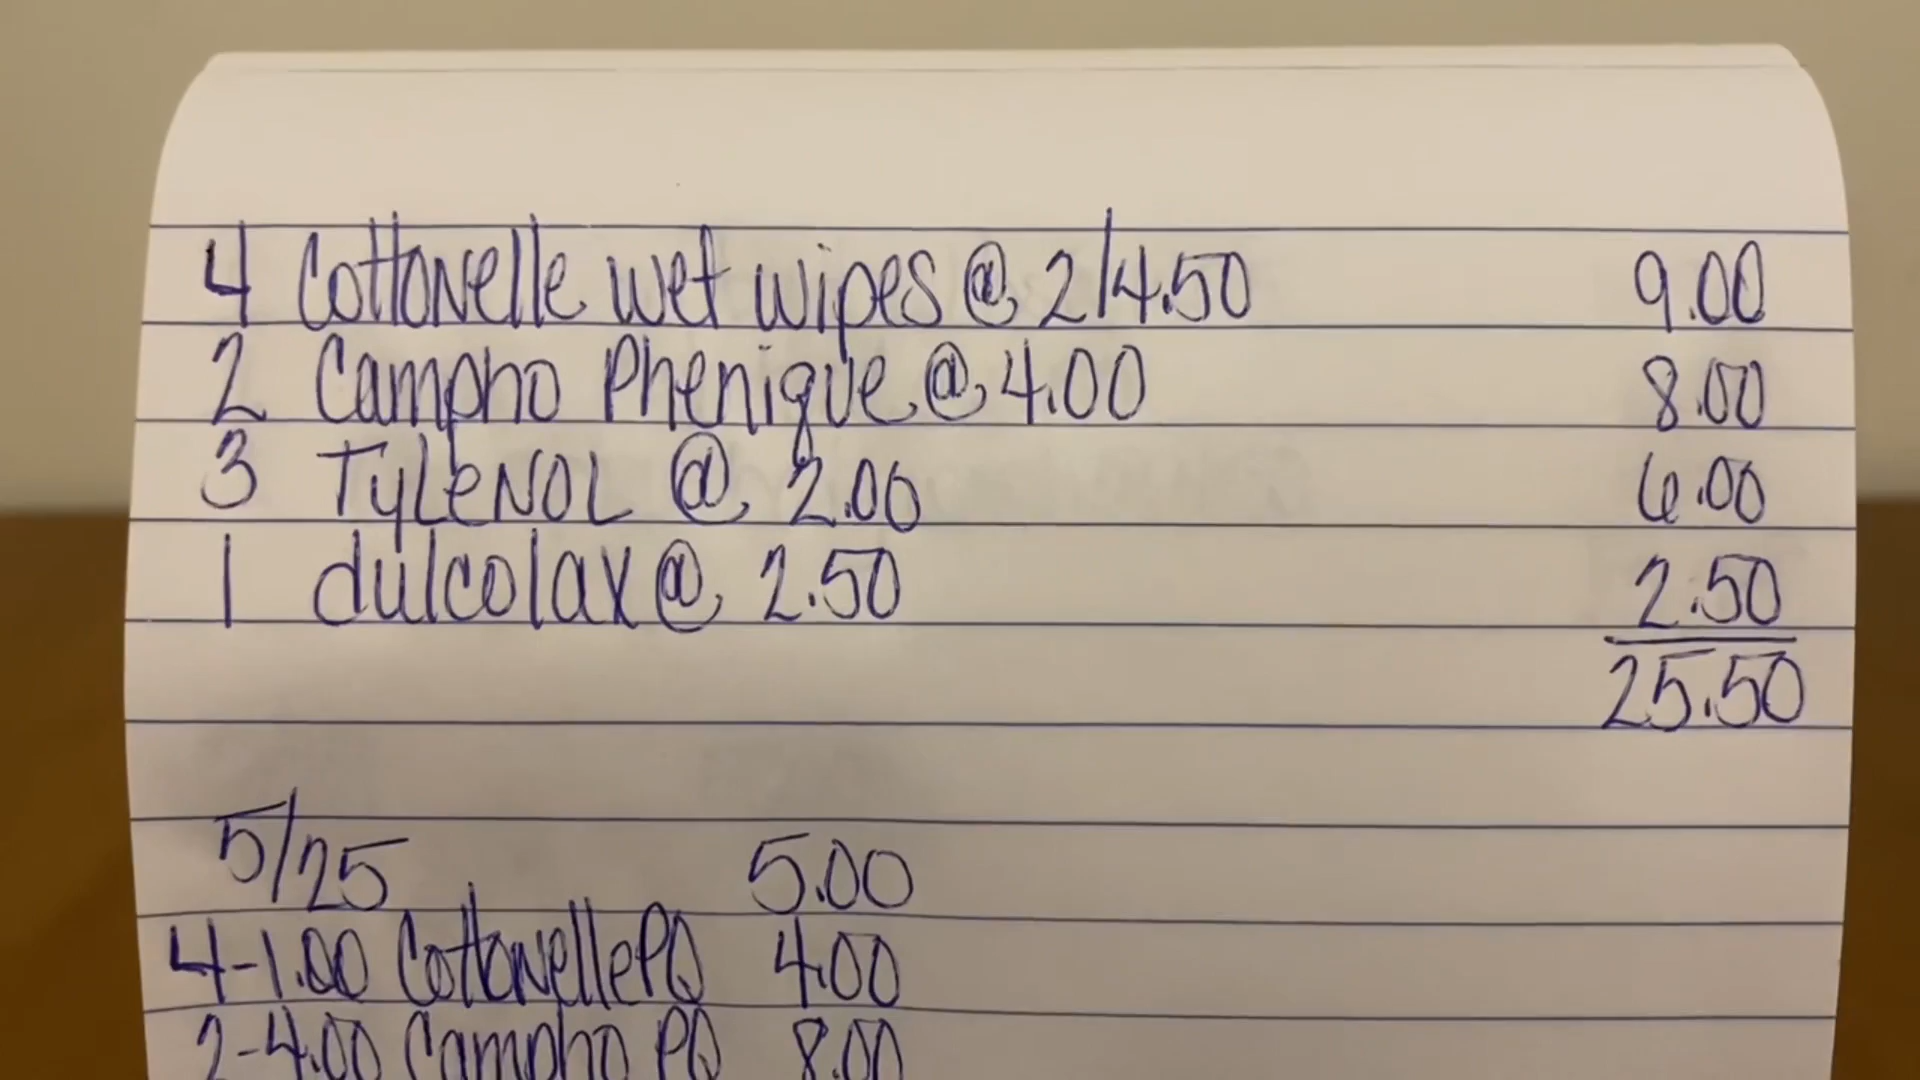 4 Cottonelle wet wipes @ 2/4.50 9.00
2 Campho Phenique @ 4.00 8.00
3 TyLeNOL @ 2.00 6.00
1 dulcolax @ 2.50 2.50
25.50
5/25 5.00
4-1.00 Cottonelle PQ 4.00
2-4.00 Campho PQ 8.00